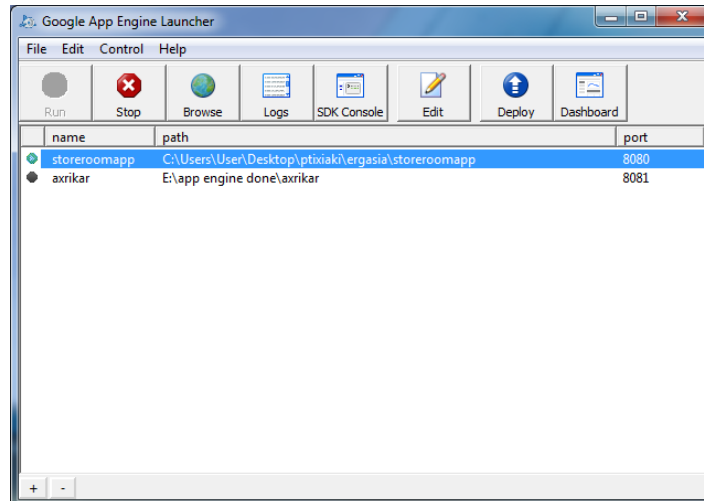 Google App Engine Launcher
File Edit Control Help
Run Stop Browse Logs SDK Console Edit Deploy Dashboard
name path port
storeroomapp C:\Users\User\Desktop\ptixiaki\ergasia\storeroomapp 8080
axrikar E:\app engine done\axrikar 8081
+ -